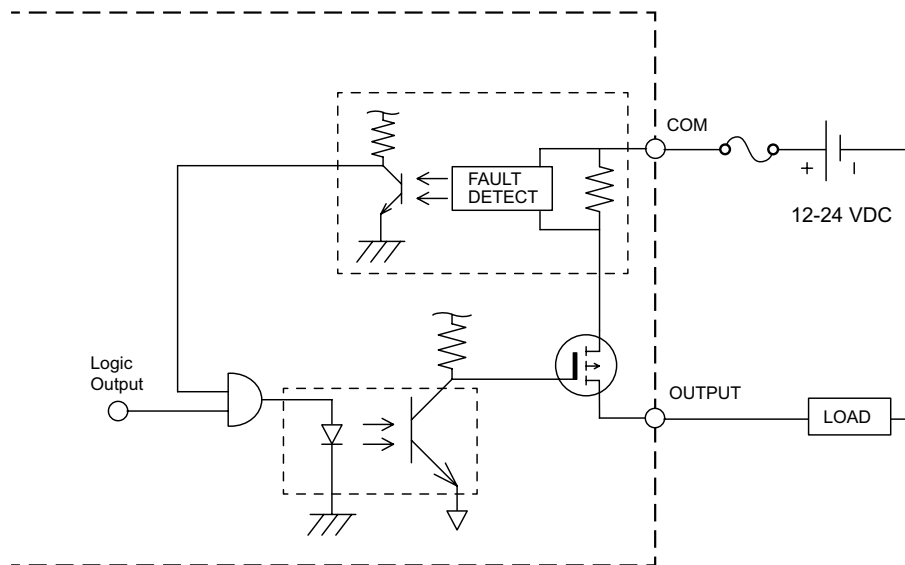 COM
FAULT
DETECT
+
–
12-24 VDC
Logic
Output
OUTPUT
LOAD